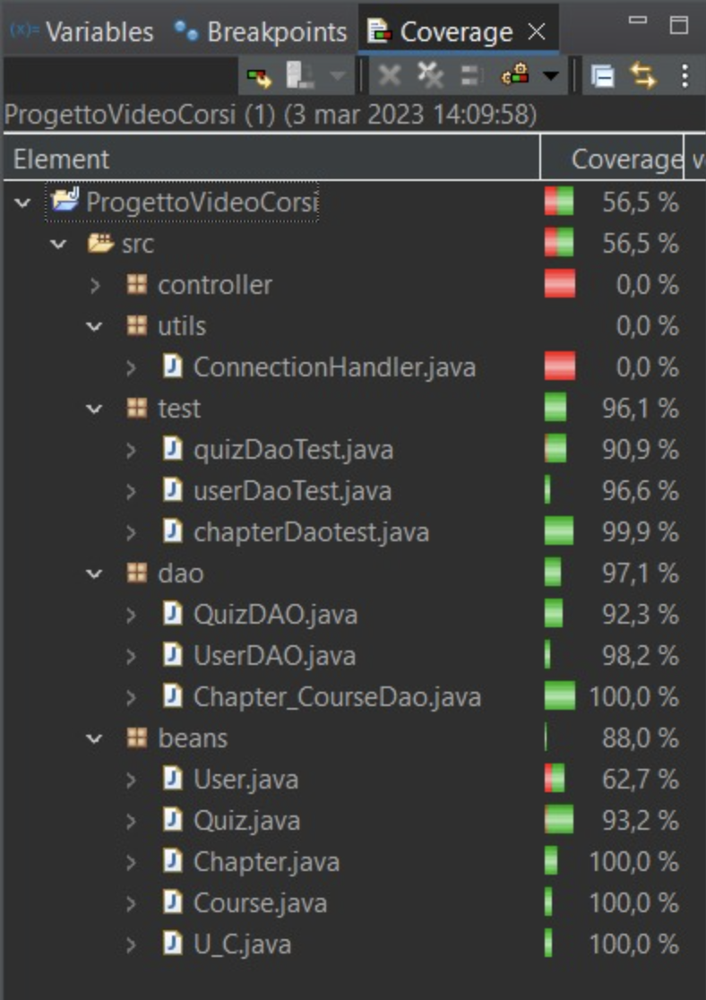 (x)= Variables Breakpoints Coverage
ProgettoVideoCorsi (1) (3 mar 2023 14:09:58)
Element Coverage
ProgettoVideoCorsi 56,5 %
src 56,5 %
controller 0,0 %
utils 0,0 %
ConnectionHandler.java 0,0 %
test 96,1 %
quizDaoTest.java 90,9 %
userDaoTest.java 96,6 %
chapterDaotest.java 99,9 %
dao 97,1 %
QuizDAO.java 92,3 %
UserDAO.java 98,2 %
Chapter_CourseDao.java 100,0 %
beans 88,0 %
User.java 62,7 %
Quiz.java 93,2 %
Chapter.java 100,0 %
Course.java 100,0 %
U_C.java 100,0 %